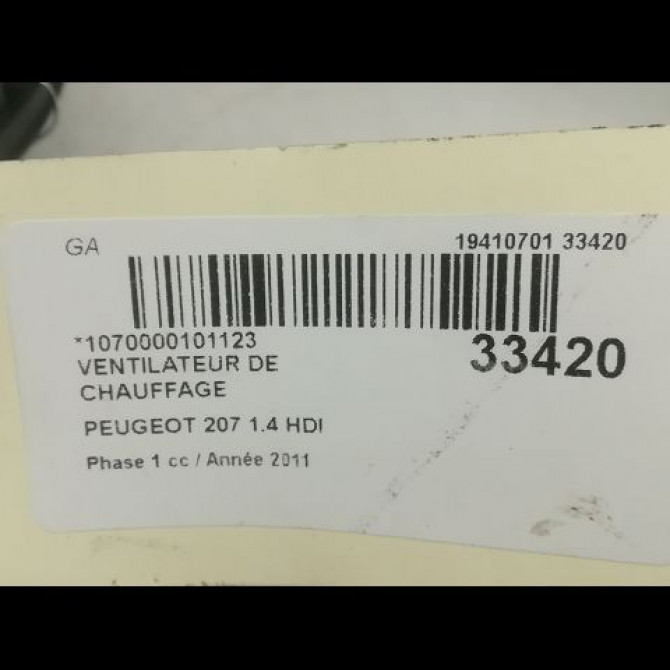 GA
19410701 33420
*1070000101123
33420
VENTILATEUR DE
CHAUFFAGE
PEUGEOT 207 1.4 HDI
Phase 1 cc / Année 2011